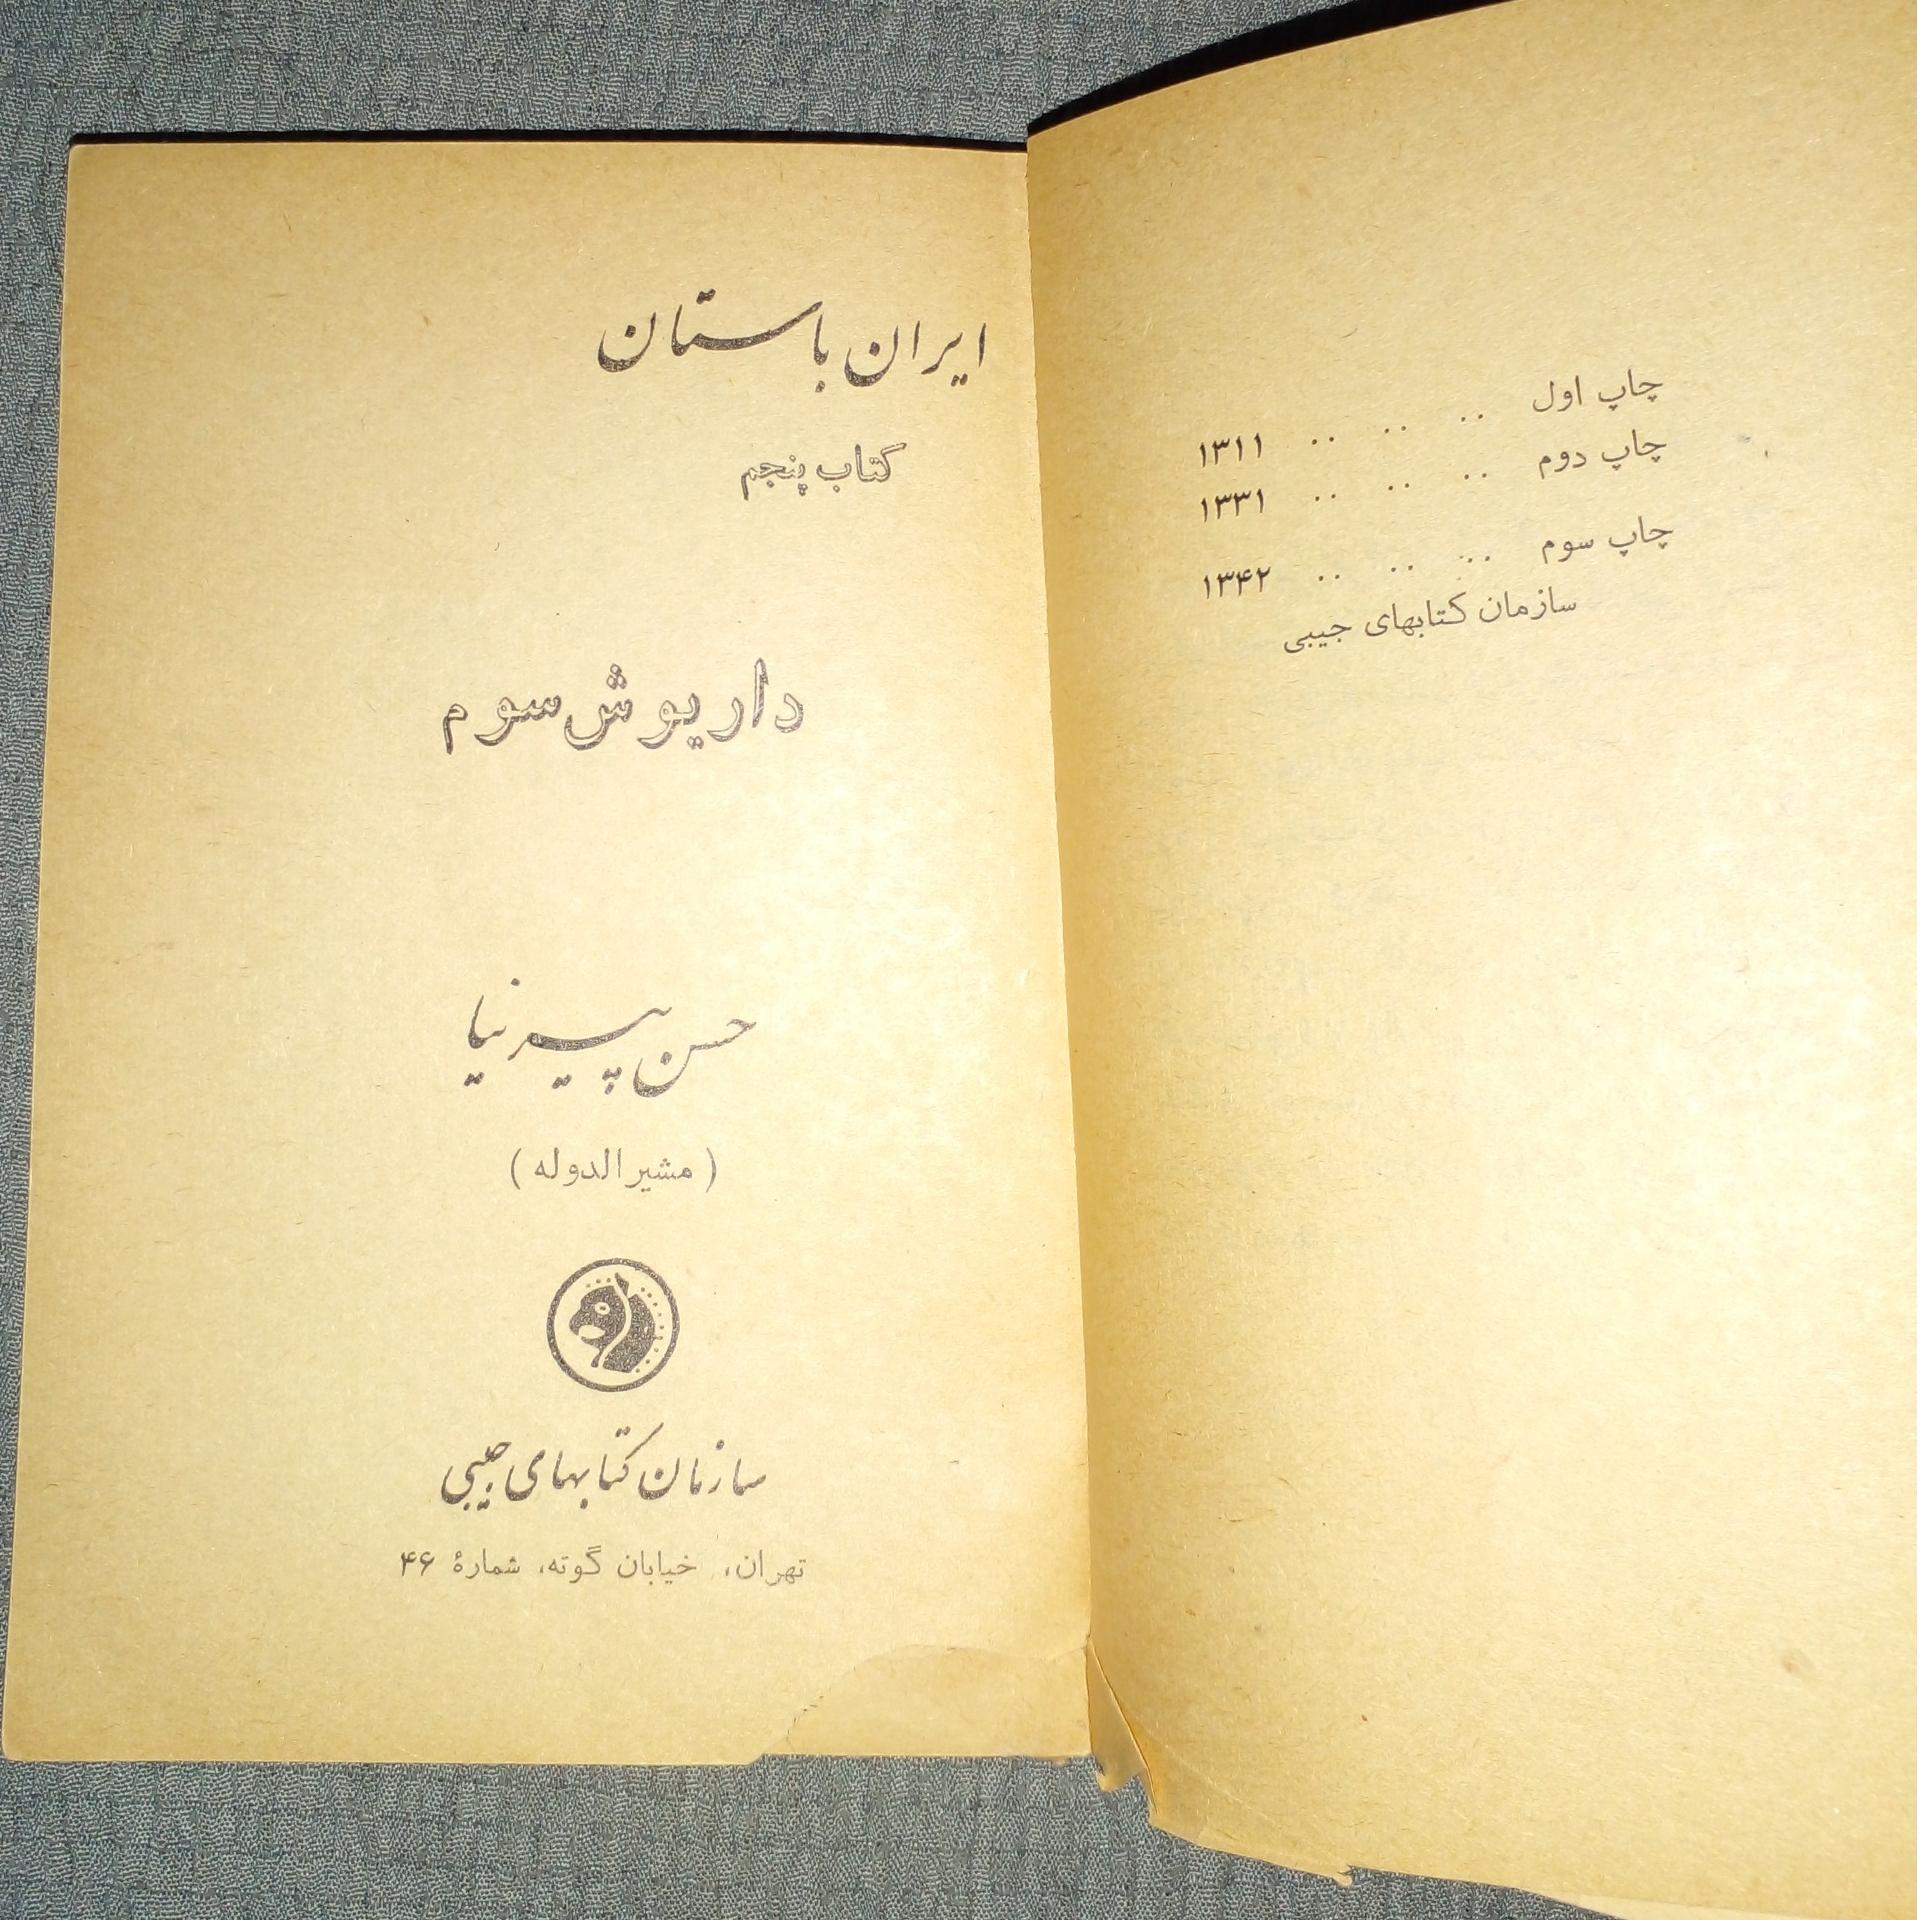 ایران باستان
کتاب پنجم
داریوش سوم
حسن پیرنیا
( مشیرالدوله )
سازمان کتابهای جیبی
تهران، خیابان گوته، شمارهٔ ۴۶
چاپ اول .. .. .. ۱۳۱۱
چاپ دوم .. .. .. ۱۳۳۱
چاپ سوم .. .. .. ۱۳۴۲
سازمان کتابهای جیبی